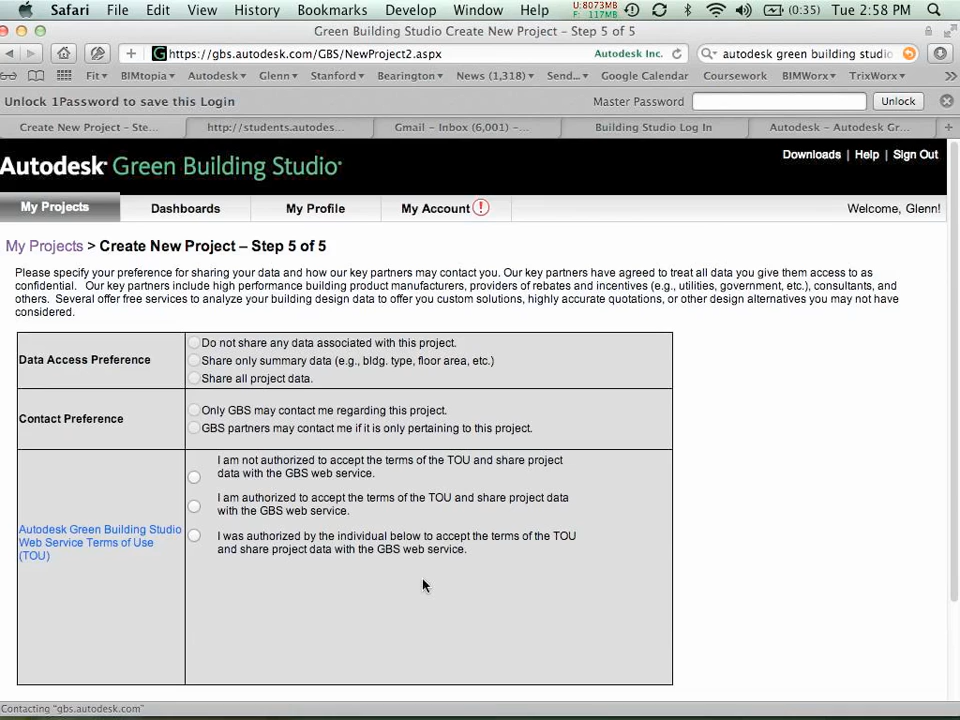 Safari File Edit View History Bookmarks Develop Window Help U:8073MB F: 117MB (0:35) Tue 2:58 PM
Green Building Studio Create New Project – Step 5 of 5
https://gbs.autodesk.com/GBS/NewProject2.aspx Autodesk Inc. autodesk green building studio
Fit BIMtopia Autodesk Glenn Stanford Bearington News (1,318) Send... Google Calendar Coursework BIMWorx TrixWorx
Unlock 1Password to save this Login Master Password Unlock
Create New Project – Ste... http://students.autodes... Gmail – Inbox (6,001) –... Building Studio Log In Autodesk – Autodesk Gr...
Autodesk Green Building Studio
Downloads | Help | Sign Out
My Projects Dashboards My Profile My Account Welcome, Glenn!
My Projects > Create New Project – Step 5 of 5
Please specify your preference for sharing your data and how our key partners may contact you. Our key partners have agreed to treat all data you give them access to as
confidential. Our key partners include high performance building product manufacturers, providers of rebates and incentives (e.g., utilities, government, etc.), consultants, and
others. Several offer free services to analyze your building design data to offer you custom solutions, highly accurate quotations, or other design alternatives you may not have
considered.
Data Access Preference
Do not share any data associated with this project.
Share only summary data (e.g., bldg. type, floor area, etc.)
Share all project data.
Contact Preference
Only GBS may contact me regarding this project.
GBS partners may contact me if it is only pertaining to this project.
Autodesk Green Building Studio
Web Service Terms of Use
(TOU)
I am not authorized to accept the terms of the TOU and share project
data with the GBS web service.
I am authorized to accept the terms of the TOU and share project data
with the GBS web service.
I was authorized by the individual below to accept the terms of the TOU
and share project data with the GBS web service.
Contacting "gbs.autodesk.com"